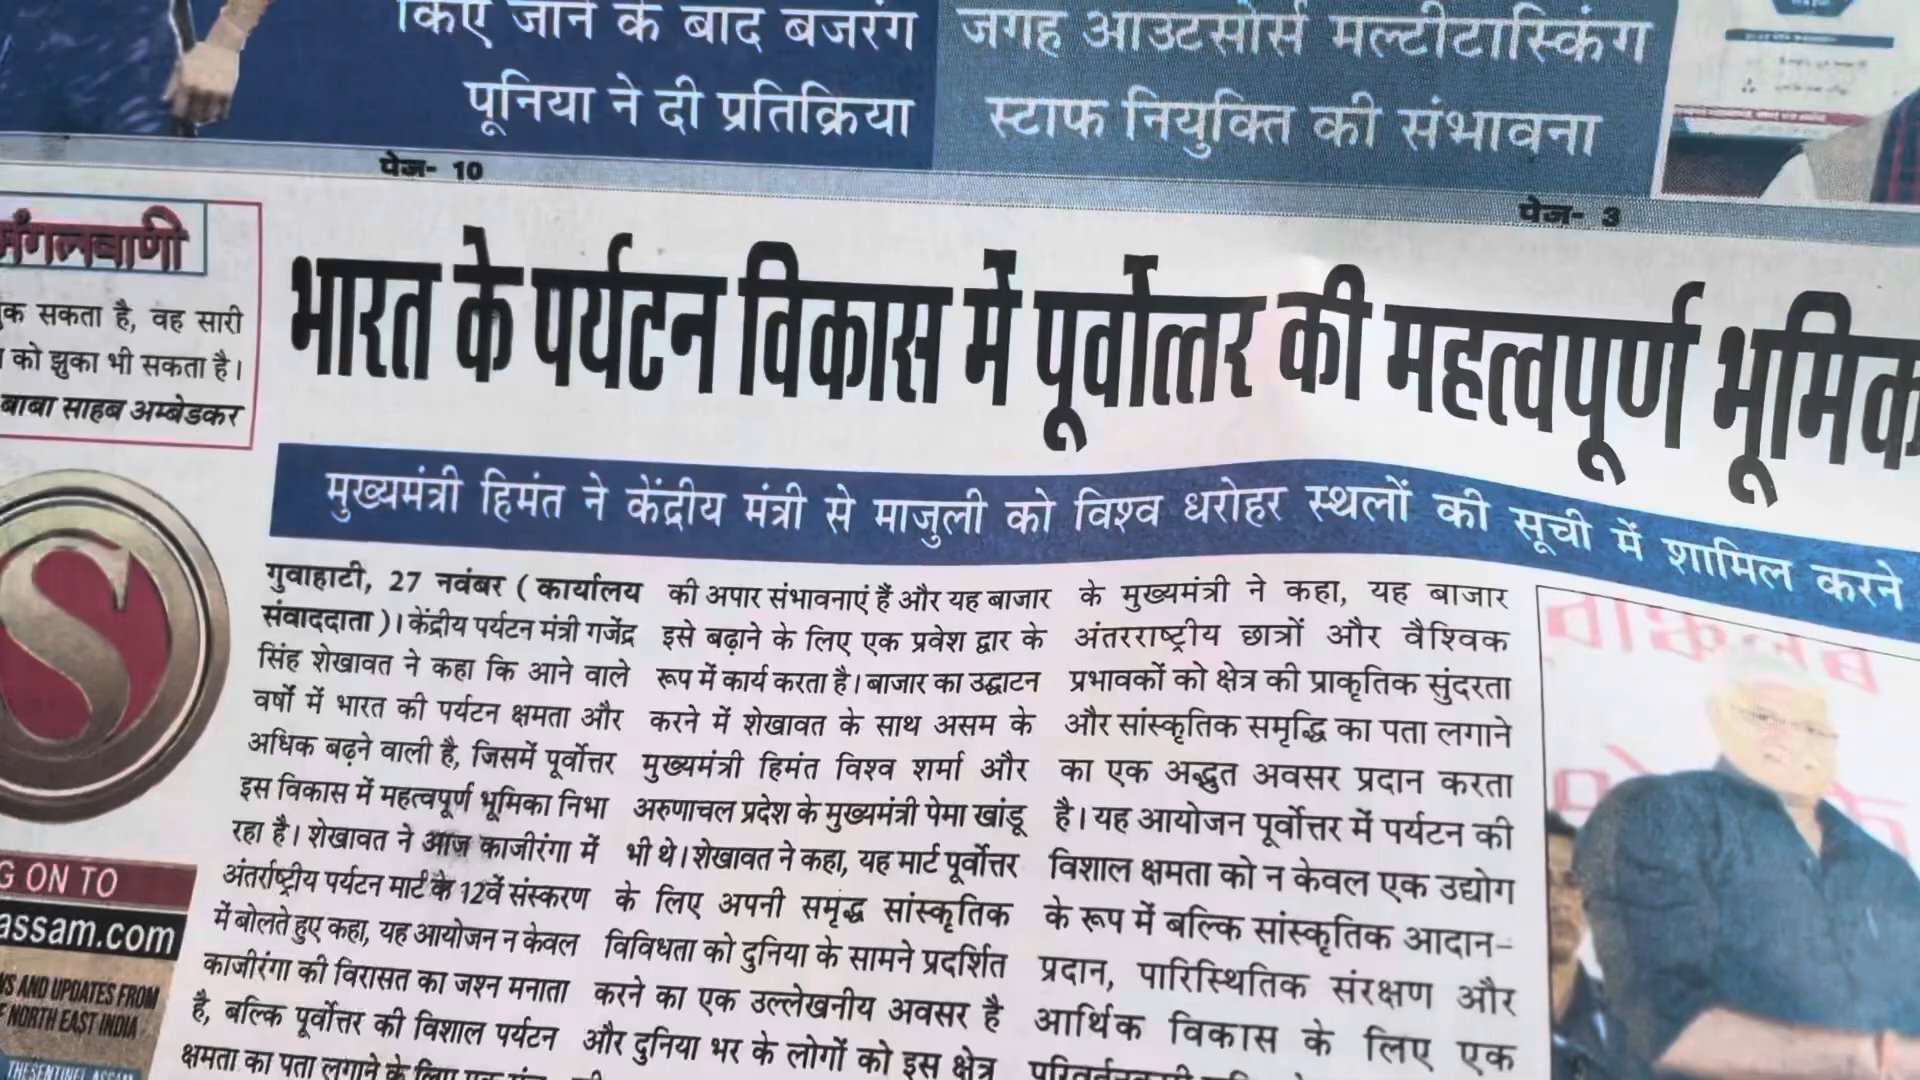 किए जाने के बाद बजरंग
पूनिया ने दी प्रतिक्रिया
पेज- 10
जगह आउटसोर्स मल्टीटास्किंग
स्टाफ नियुक्ति की संभावना
पेज- 3
मंगलवाणी
सकता है, वह सारी
को झुका भी सकता है।
बाबा साहब अम्बेडकर
भारत के पर्यटन विकास में पूर्वोत्तर की महत्वपूर्ण
मुख्यमंत्री हिमंत ने केंद्रीय मंत्री से माजुली को विश्व धरोहर स्थलों की सूची में शामिल करने
S
G ON TO
assam.com
AND UPDATES FROM
NORTH EAST INDIA
THESENTINEL ASSAM
गुवाहाटी, 27 नवंबर ( कार्यालय
संवाददाता )। केंद्रीय पर्यटन मंत्री गजेंद्र
सिंह शेखावत ने कहा कि आने वाले
वर्षों में भारत की पर्यटन क्षमता और
अधिक बढ़ने वाली है, जिसमें पूर्वोत्तर
इस विकास में महत्वपूर्ण भूमिका निभा
रहा है। शेखावत ने आज काजीरंगा में
अंतर्राष्ट्रीय पर्यटन मार्ट के 12वें संस्करण
में बोलते हुए कहा, यह आयोजन न केवल
काजीरंगा की विरासत का जश्न मनाता
है, बल्कि पूर्वोत्तर की विशाल पर्यटन
क्षमता का पता लगाने के लिए
की अपार संभावनाएं हैं और यह बाजार
इसे बढ़ाने के लिए एक प्रवेश द्वार के
रूप में कार्य करता है। बाजार का उद्घाटन
करने में शेखावत के साथ असम के
मुख्यमंत्री हिमंत विश्व शर्मा और
अरुणाचल प्रदेश के मुख्यमंत्री पेमा खांडू
भी थे। शेखावत ने कहा, यह मार्ट पूर्वोत्तर
के लिए अपनी समृद्ध सांस्कृतिक
विविधता को दुनिया के सामने प्रदर्शित
करने का एक उल्लेखनीय अवसर है
और दुनिया भर के लोगों को इस क्षेत्र
के मुख्यमंत्री ने कहा, यह बाजार
अंतरराष्ट्रीय छात्रों और वैश्विक
प्रभावकों को क्षेत्र की प्राकृतिक सुंदरता
और सांस्कृतिक समृद्धि का पता लगाने
का एक अद्भुत अवसर प्रदान करता
है। यह आयोजन पूर्वोत्तर में पर्यटन की
विशाल क्षमता को न केवल एक उद्योग
के रूप में बल्कि सांस्कृतिक आदान-
प्रदान, पारिस्थितिक संरक्षण और
आर्थिक विकास के लिए एक